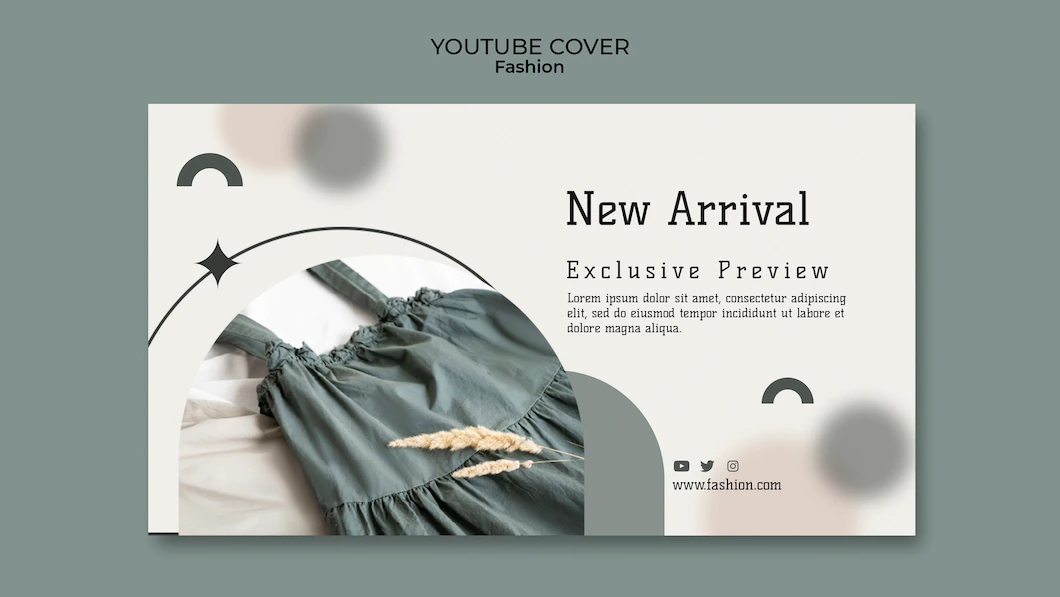 YOUTUBE COVER
Fashion
New Arrival
Exclusive Preview
Lorem ipsum dolor sit amet, consectetur adipiscing
elit, sed do eiusmod tempor incididunt ut labore et
dolore magna aliqua.
www.fashion.com